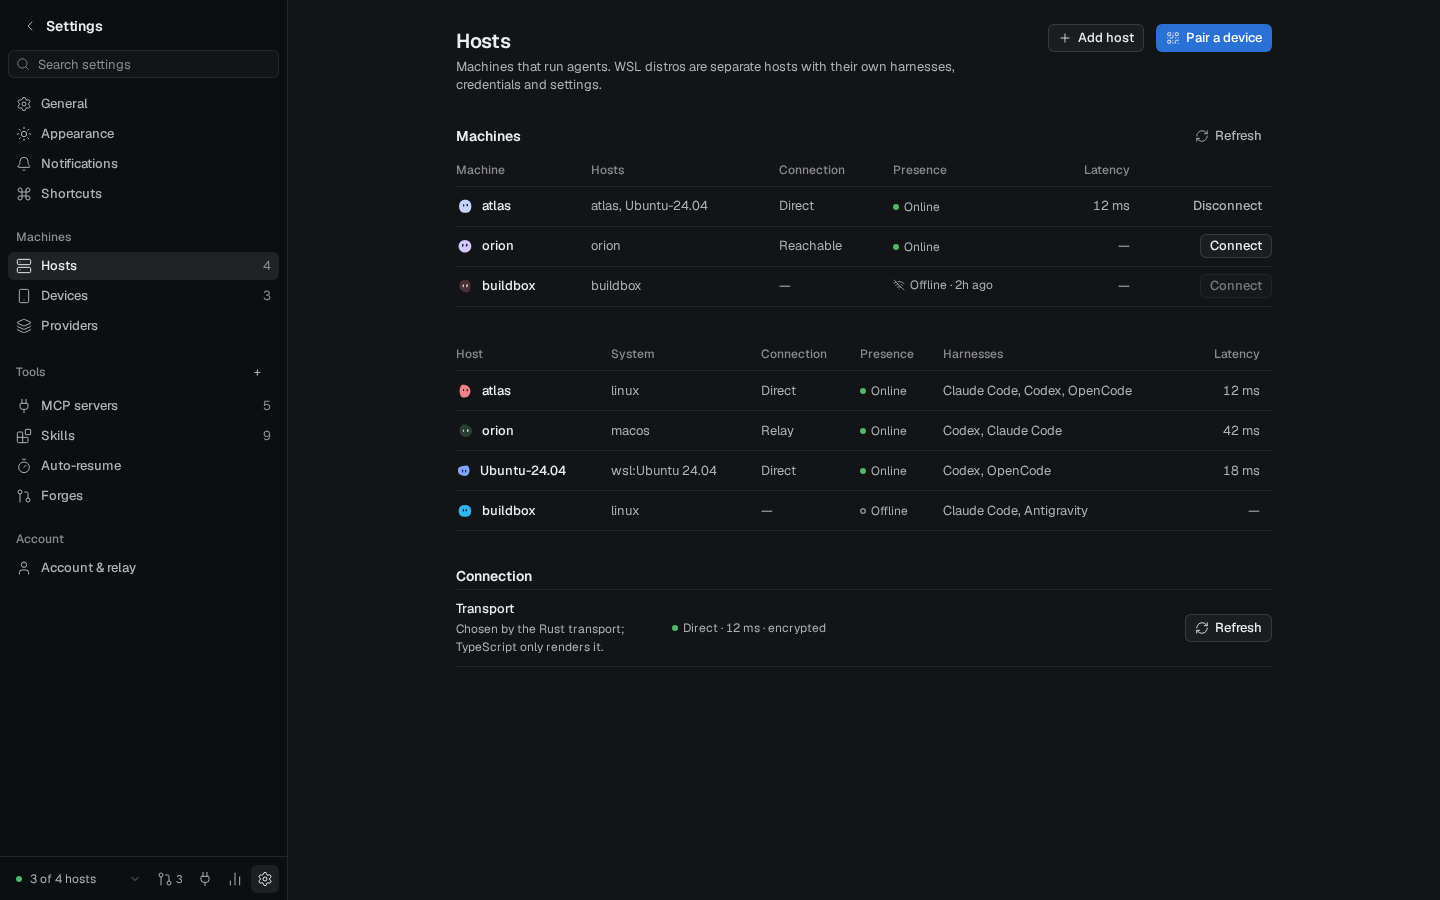 Settings
Search settings
General
Appearance
Notifications
Shortcuts
Machines
Hosts 4
Devices 3
Providers
Tools +
MCP servers 5
Skills 9
Auto-resume
Forges
Account
Account & relay
3 of 4 hosts 3
Hosts
Add host
Pair a device
Machines that run agents. WSL distros are separate hosts with their own harnesses,
credentials and settings.
Machines
Refresh
Machine Hosts Connection Presence Latency
atlas atlas, Ubuntu-24.04 Direct Online 12 ms Disconnect
orion orion Reachable Online — Connect
buildbox buildbox — Offline · 2h ago — Connect
Host System Connection Presence Harnesses Latency
atlas linux Direct Online Claude Code, Codex, OpenCode 12 ms
orion macos Relay Online Codex, Claude Code 42 ms
Ubuntu-24.04 wsl:Ubuntu 24.04 Direct Online Codex, OpenCode 18 ms
buildbox linux — Offline Claude Code, Antigravity —
Connection
Transport
Chosen by the Rust transport;
TypeScript only renders it.
Direct · 12 ms · encrypted
Refresh